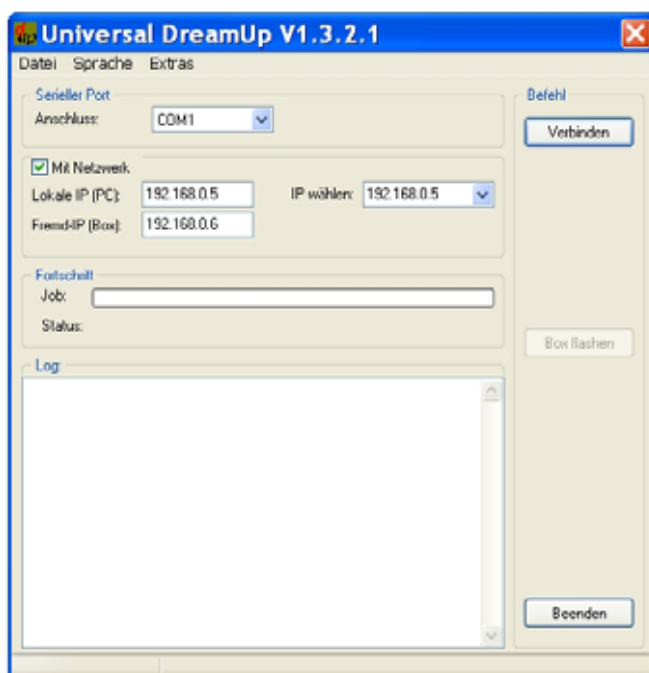 Universal DreamUp V1.3.2.1
Datei Sprache Extras
Serieller Port
Anschluss: COM1
Mit Netzwerk
Lokale IP (PC): 192.168.0.5 IP wählen: 192.168.0.5
Fremd-IP (Box): 192.168.0.6
Fortschritt
Job:
Status:
Log:
Befehl
Verbinden
Box flashen
Beenden